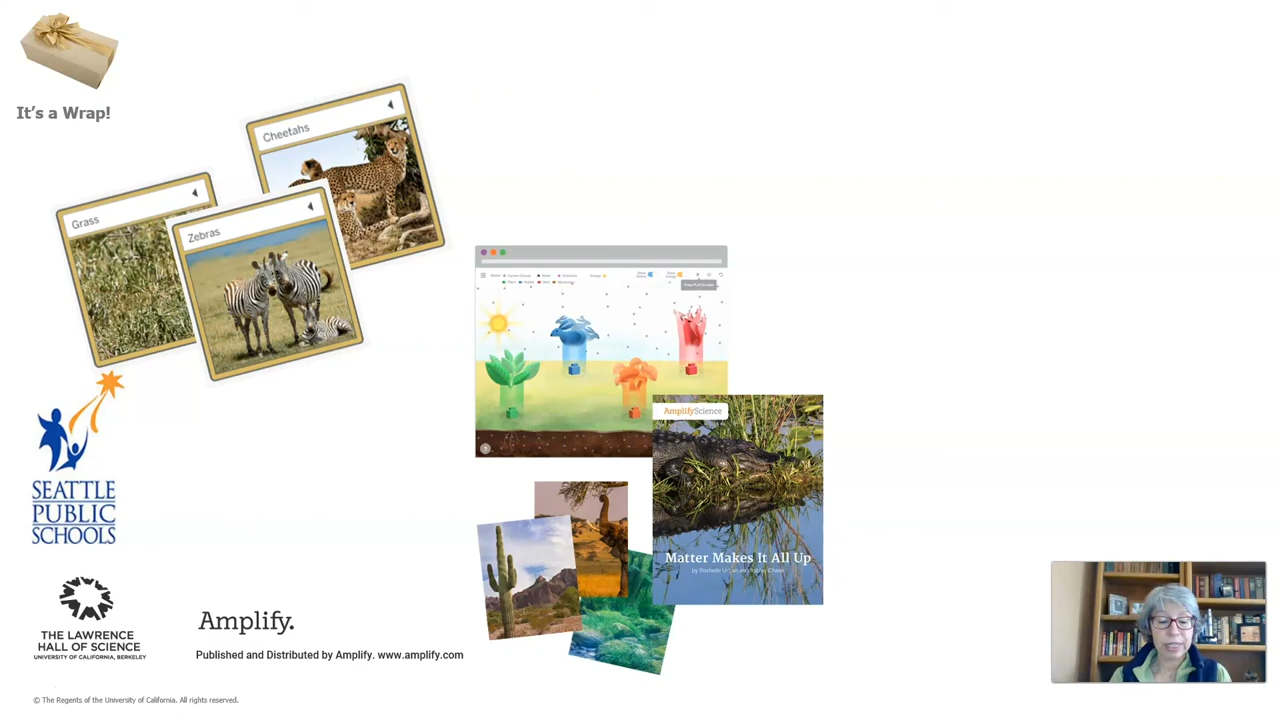 It's a Wrap!
Cheetahs
Grass
Zebras
AmplifyScience
Matter Makes It All Up
SEATTLE
PUBLIC
SCHOOLS
THE LAWRENCE
HALL OF SCIENCE
UNIVERSITY OF CALIFORNIA, BERKELEY
Amplify.
Published and Distributed by Amplify. www.amplify.com
© The Regents of the University of California. All rights reserved.